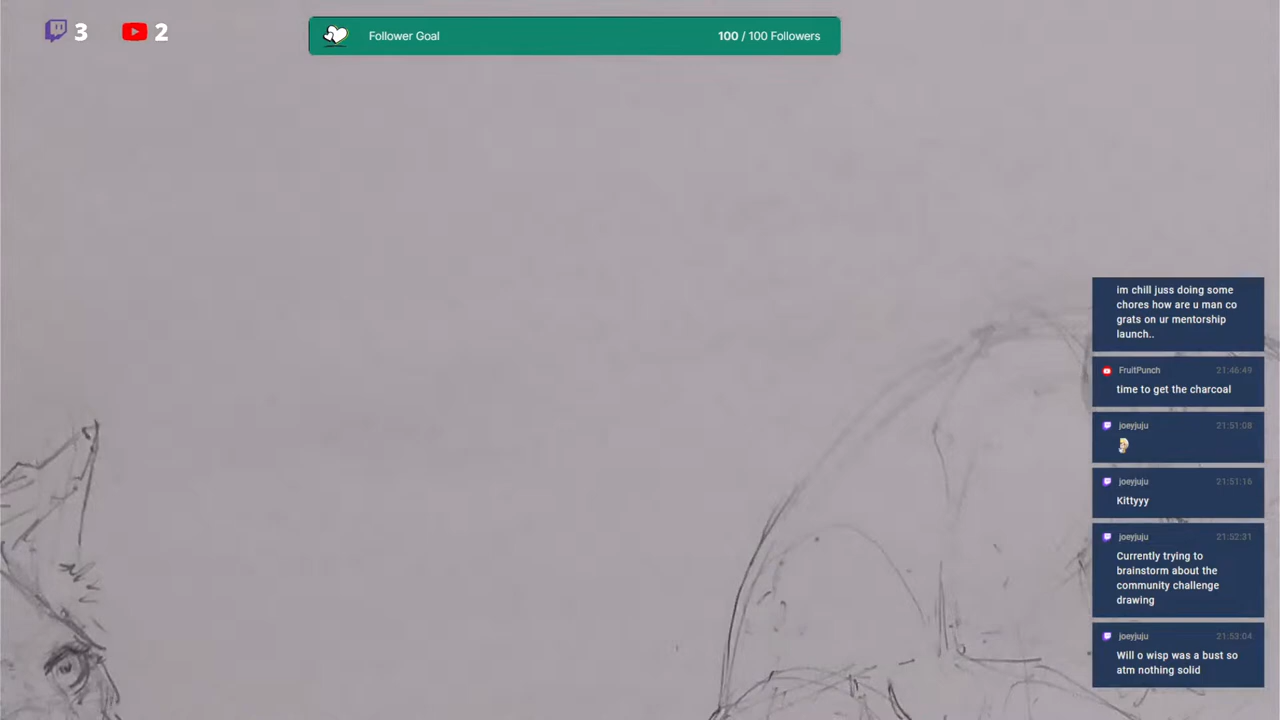 3
2
Follower Goal
100 / 100 Followers
im chill juss doing some
chores how are u man co
grats on ur mentorship
launch..
FruitPunch 21:46:49
time to get the charcoal
joeyjuju 21:51:08
joeyjuju 21:51:16
Kittyyy
joeyjuju 21:52:31
Currently trying to
brainstorm about the
community challenge
drawing
joeyjuju 21:53:04
Will o wisp was a bust so
atm nothing solid